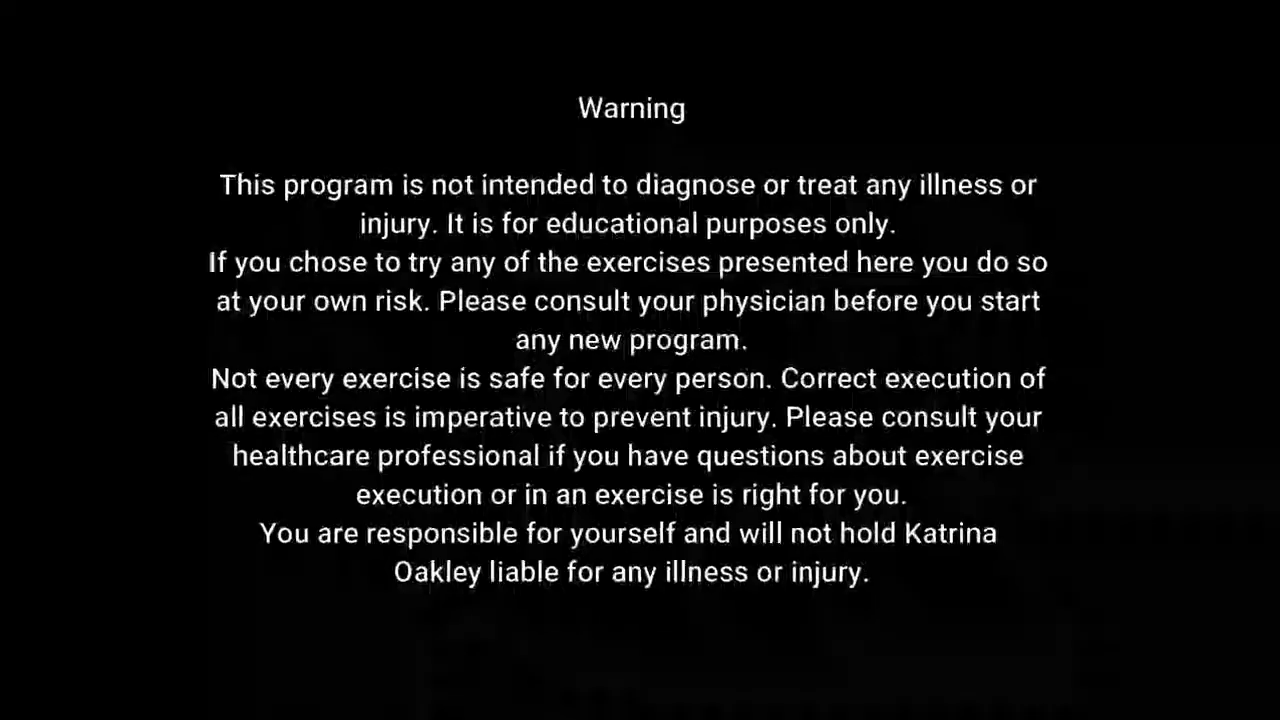 Warning
This program is not intended to diagnose or treat any illness or
injury. It is for educational purposes only.
If you chose to try any of the exercises presented here you do so
at your own risk. Please consult your physician before you start
any new program.
Not every exercise is safe for every person. Correct execution of
all exercises is imperative to prevent injury. Please consult your
healthcare professional if you have questions about exercise
execution or in an exercise is right for you.
You are responsible for yourself and will not hold Katrina
Oakley liable for any illness or injury.